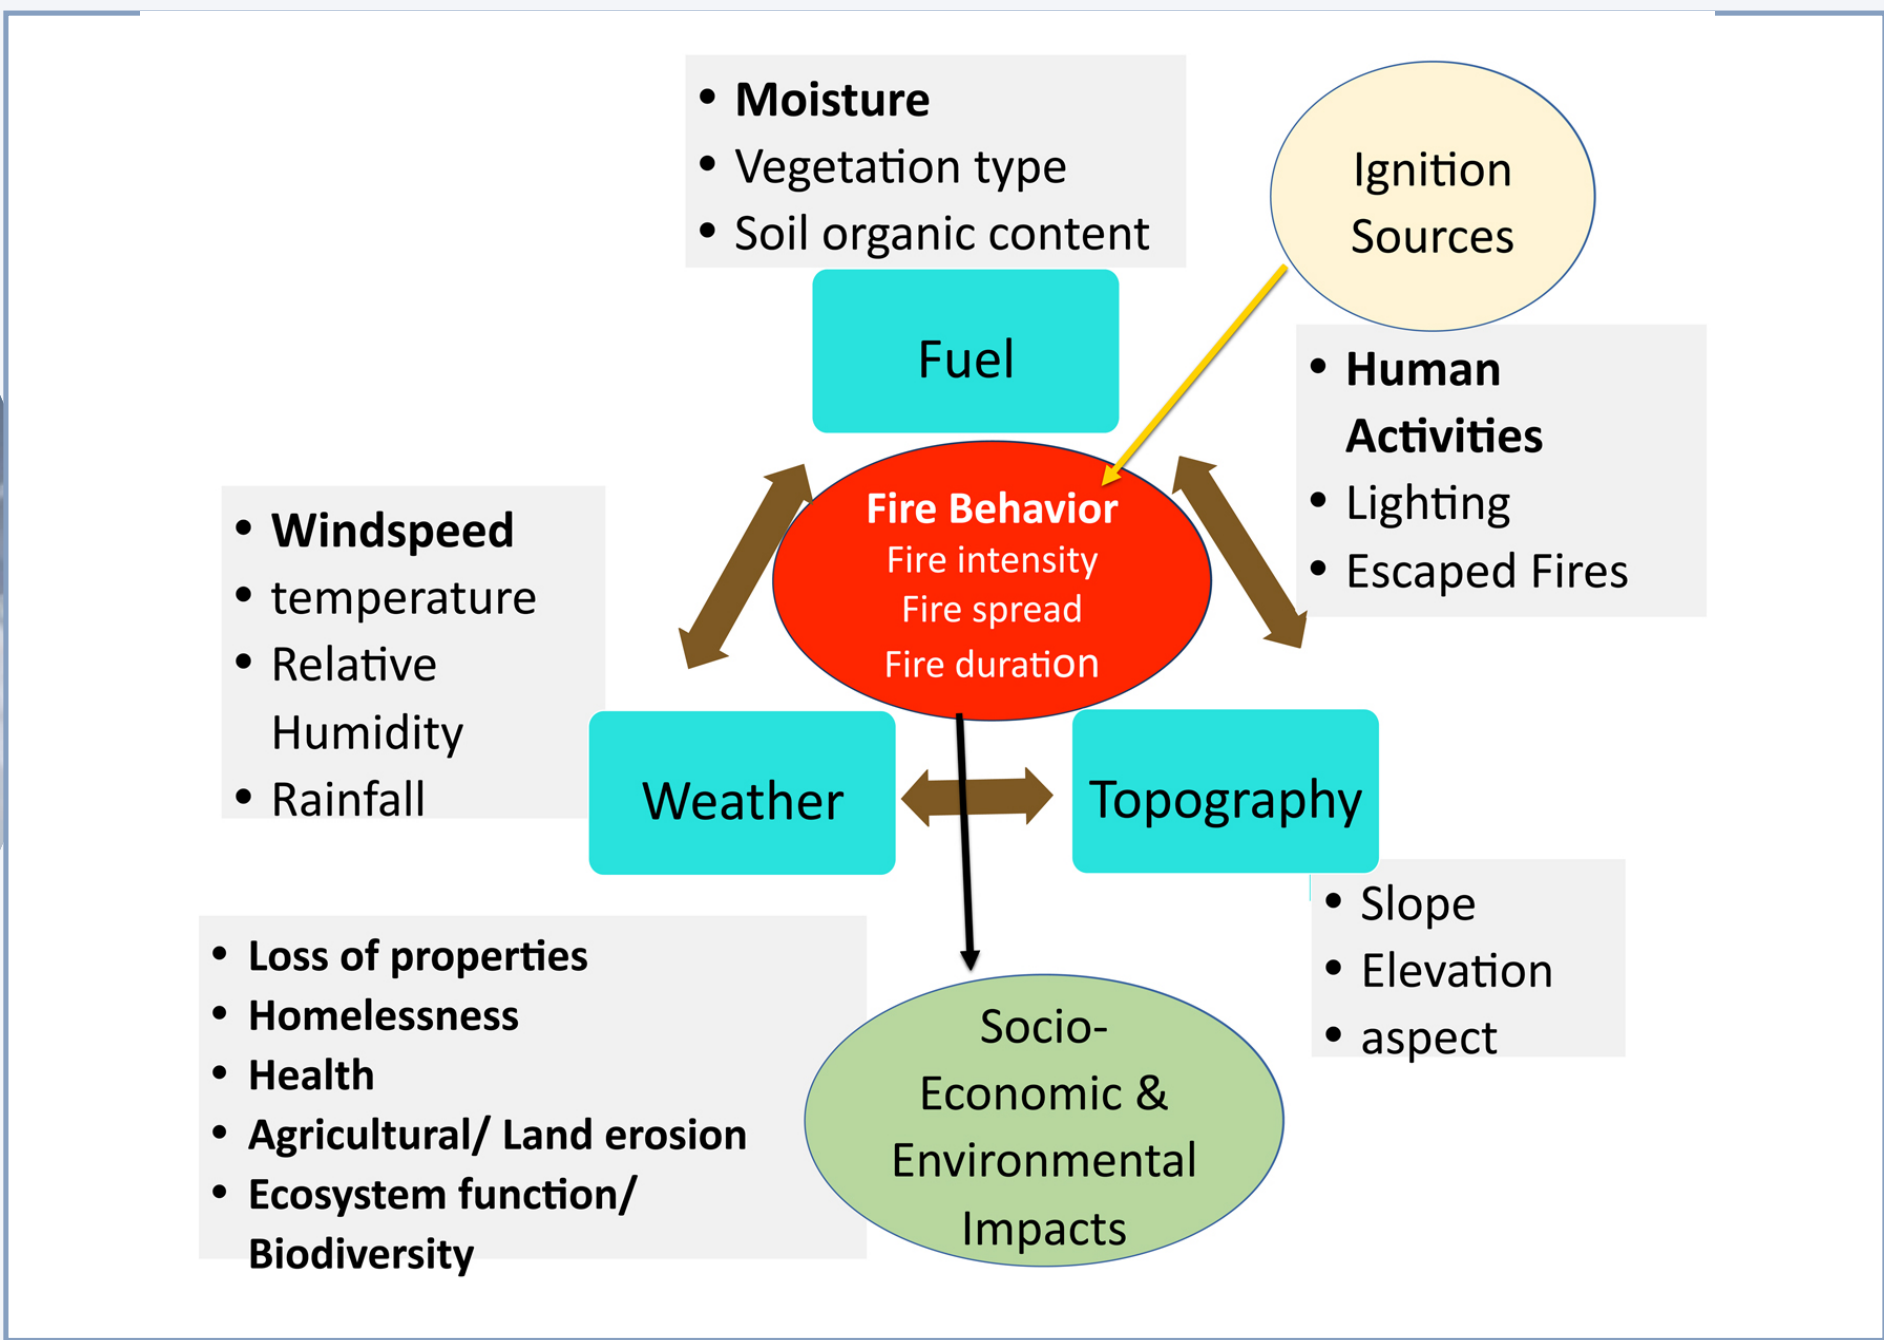 • Moisture
• Vegetation type
• Soil organic content
Ignition
Sources
Fuel
• Human
Activities
• Lighting
• Escaped Fires
Fire Behavior
Fire intensity
Fire spread
Fire duration
• Windspeed
• temperature
• Relative
Humidity
• Rainfall
Weather
Topography
• Slope
• Elevation
• aspect
• Loss of properties
• Homelessness
• Health
• Agricultural/ Land erosion
• Ecosystem function/
Biodiversity
Socio-
Economic &
Environmental
Impacts